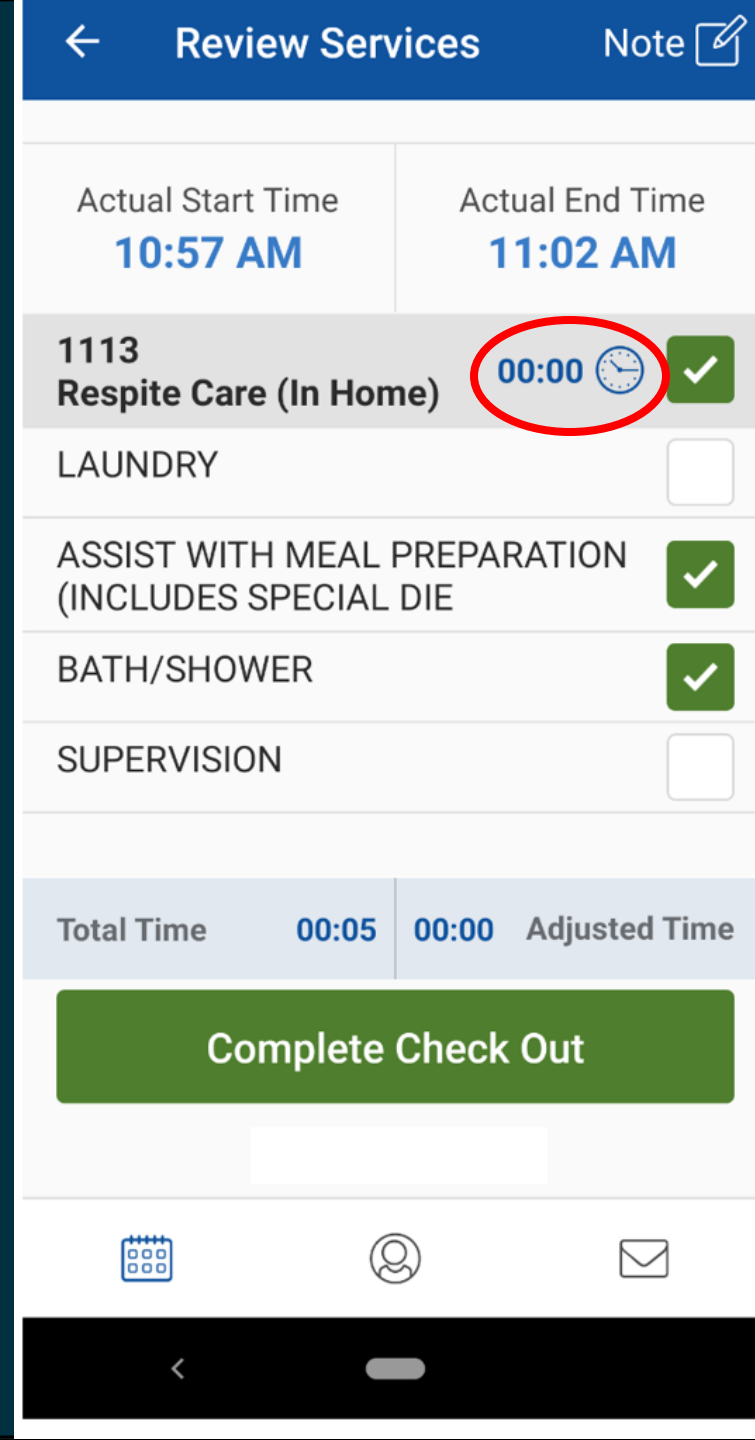 Review Services
Note
Actual Start Time
Actual End Time
10:57 AM
11:02 AM
1113
Respite Care (In Home)
00:00
LAUNDRY
ASSIST WITH MEAL PREPARATION
(INCLUDES SPECIAL DIE
BATH/SHOWER
SUPERVISION
Total Time 00:05
00:00 Adjusted Time
Complete Check Out